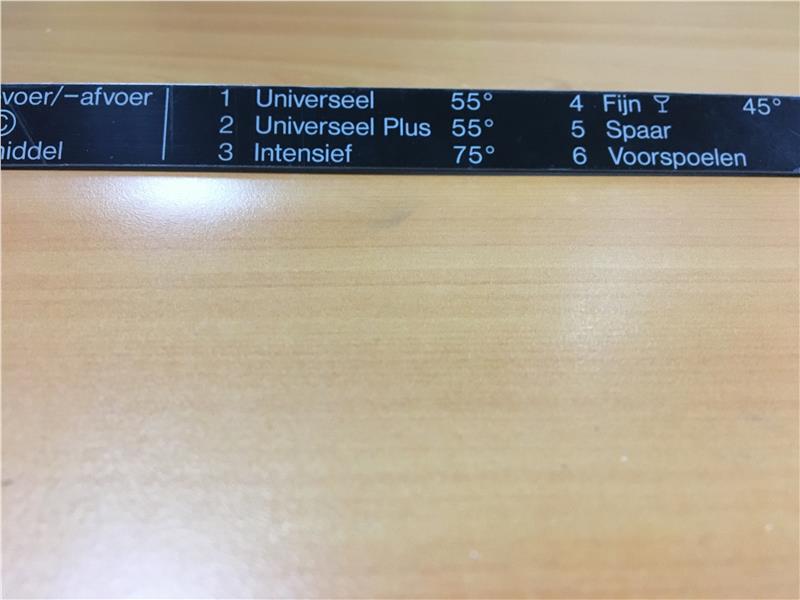 voer/-afvoer
middel
1 Universeel 55°
2 Universeel Plus 55°
3 Intensief 75°
4 Fijn 45°
5 Spaar
6 Voorspoelen